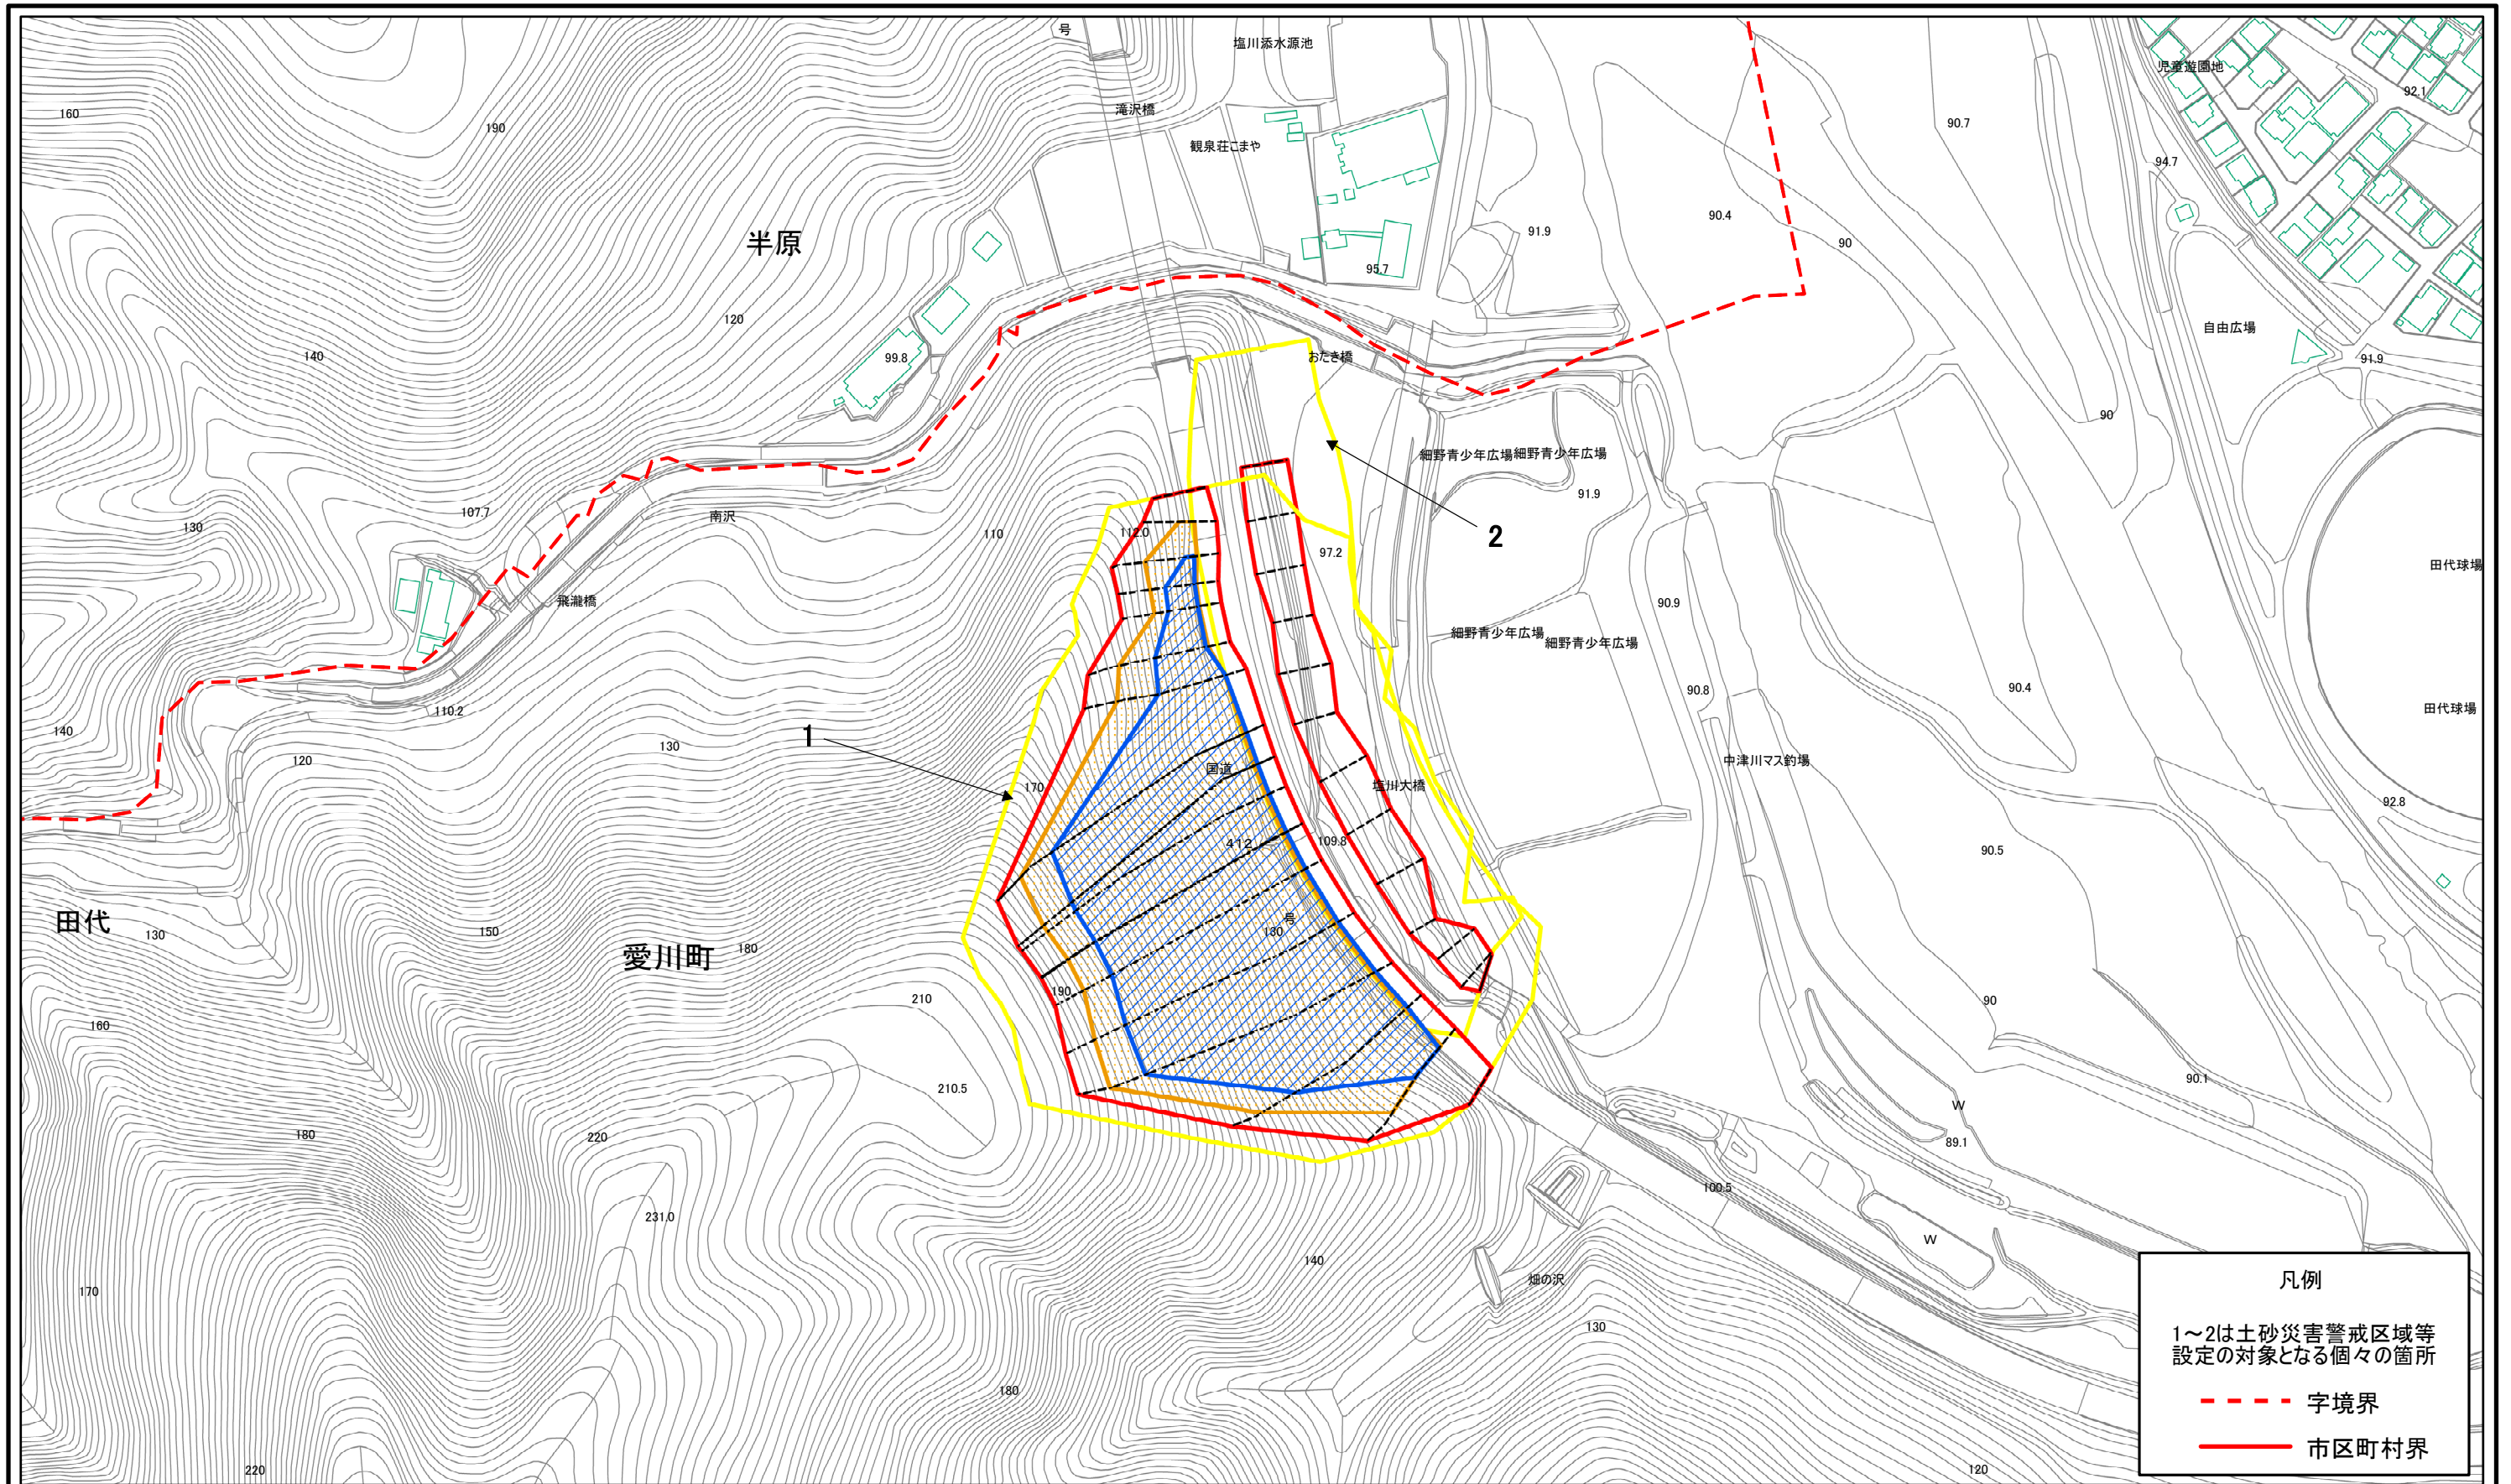 号
塩川添水源池
児童遊園地
92.1
160
190
滝沢橋
90.7
観泉荘こまや
94.7
半原
91.9
90.4
90
95.7
120
自由広場
99.8
140
おたき橋
91.9
90
細野青少年広場
細野青少年広場
91.9
107.7
130
南沢
110
112.0
97.2
2
田代球場
飛瀧橋
90.9
細野青少年広場
細野青少年広場
90.8
90.4
110.2
140
130
120
1
田代球場
中津川マス釣場
国道
170
塩川大橋
92.8
412
109.8
90.5
田代
130
150
愛川町
180
号
130
190
210
160
90
210.5
90.1
W
180
220
89.1
100.5
231.0
W
140
170
畑の沢
130
180
220
120
凡例
1～2は土砂災害警戒区域等
設定の対象となる個々の箇所
字境界
市区町村界